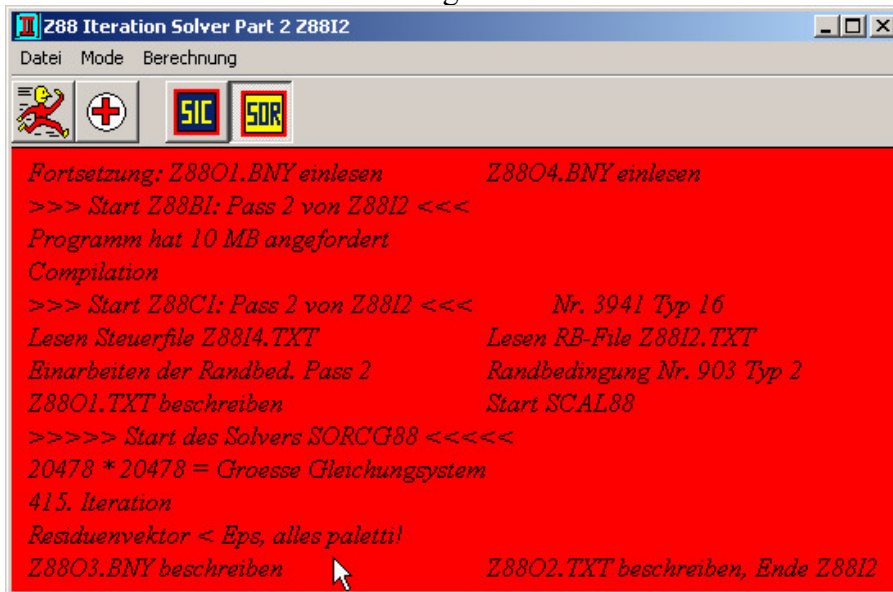 Z88 Iteration Solver Part 2 Z88I2
Datei Mode Berechnung
SIC SOR
Fortsetzung: Z88O1.BNY einlesen Z88O4.BNY einlesen
>>> Start Z88BI: Pass 2 von Z88I2 <<<
Programm hat 10 MB angefordert
Compilation
>>> Start Z88CI: Pass 2 von Z88I2 <<< Nr. 3941 Typ 16
Lesen Steuerfile Z88I4.TXT Lesen RB-File Z88I2.TXT
Einarbeiten der Randbed. Pass 2 Randbedingung Nr. 903 Typ 2
Z88O1.TXT beschreiben Start SCAL88
>>>>> Start des Solvers SORCG88 <<<<<
20478 * 20478 = Groesse Gleichungsystem
415. Iteration
Residuenvektor < Eps, alles paletti!
Z88O3.BNY beschreiben Z88O2.TXT beschreiben, Ende Z88I2